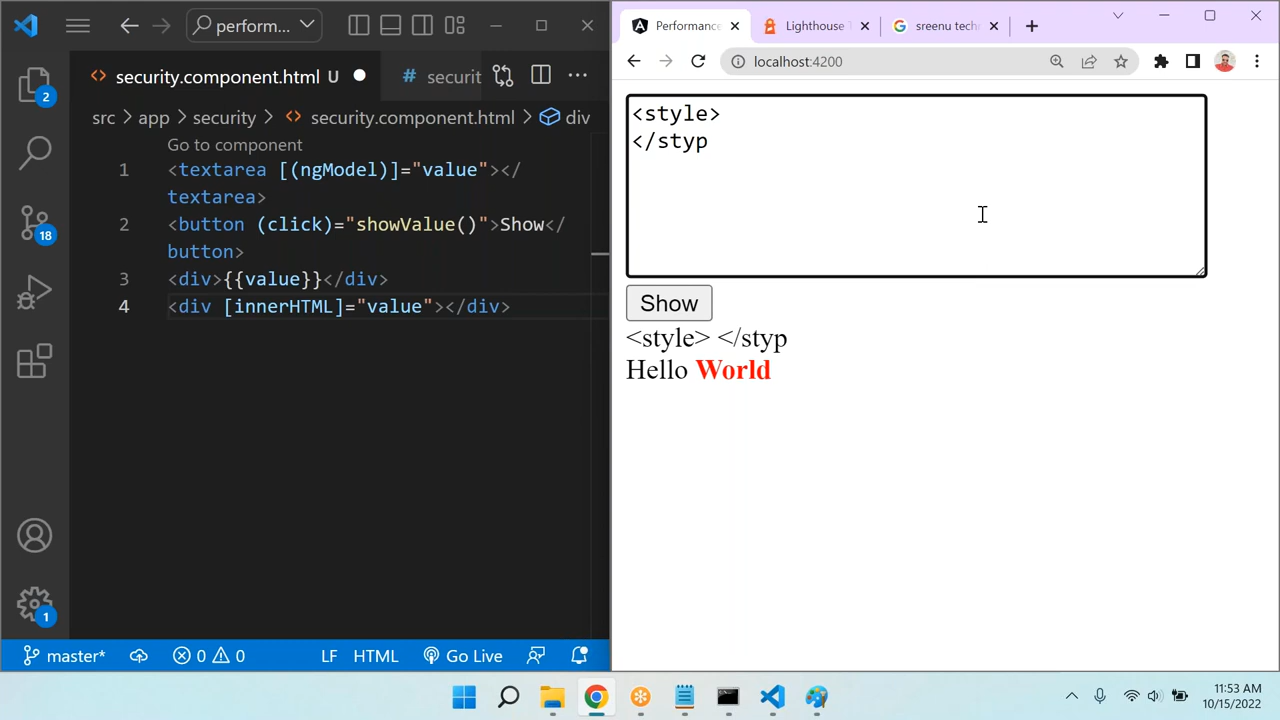 perform...
security.component.html U
# securit
src > app > security > security.component.html > div
Go to component
1 <textarea [(ngModel)]="value"></
textarea>
2 <button (click)="showValue()">Show</
button>
3 <div>{{value}}</div>
4 <div [innerHTML]="value"></div>
2
18
1
master*
0 0
LF
HTML
Go Live
Performance
Lighthouse T
sreenu tech
localhost:4200
<style>
</styp
Show
<style> </styp
Hello World
11:53 AM
10/15/2022